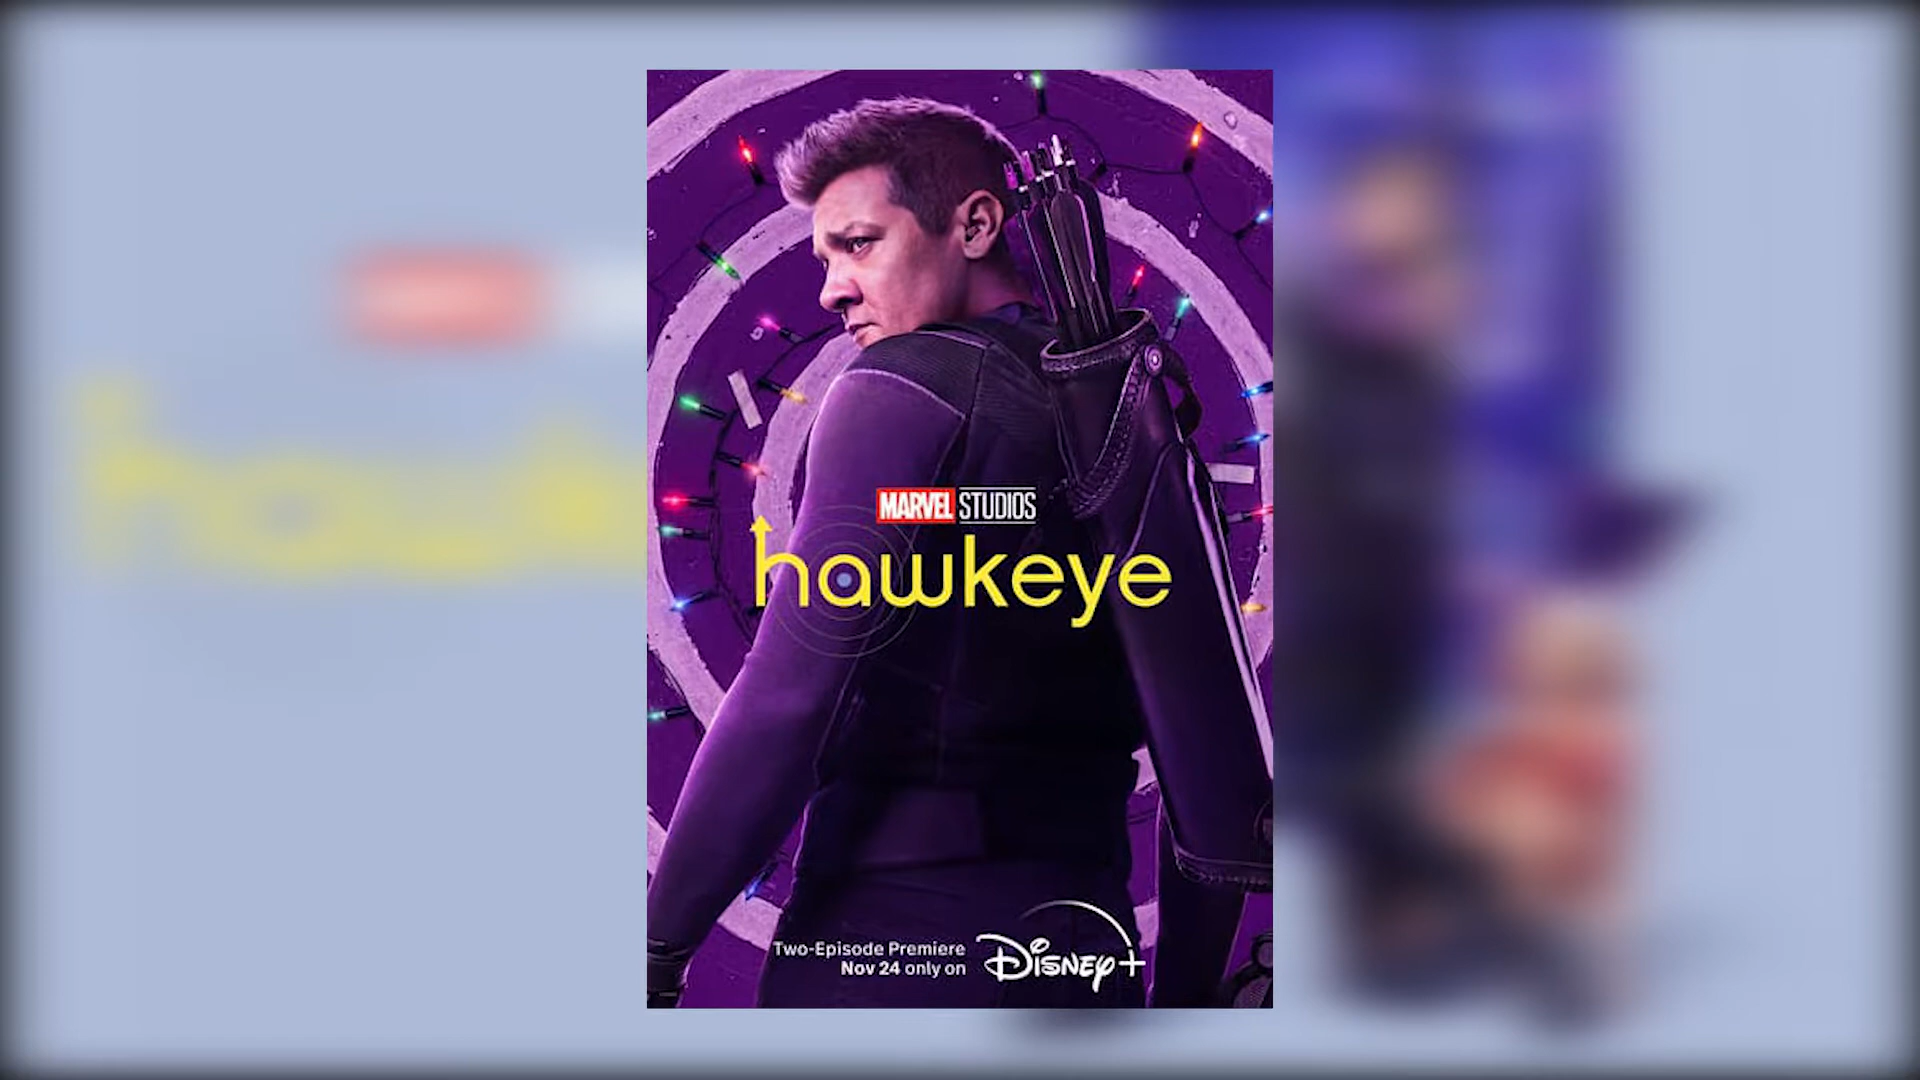 MARVEL STUDIOS
hawkeye
Two-Episode Premiere
Nov 24 only on
Disney+